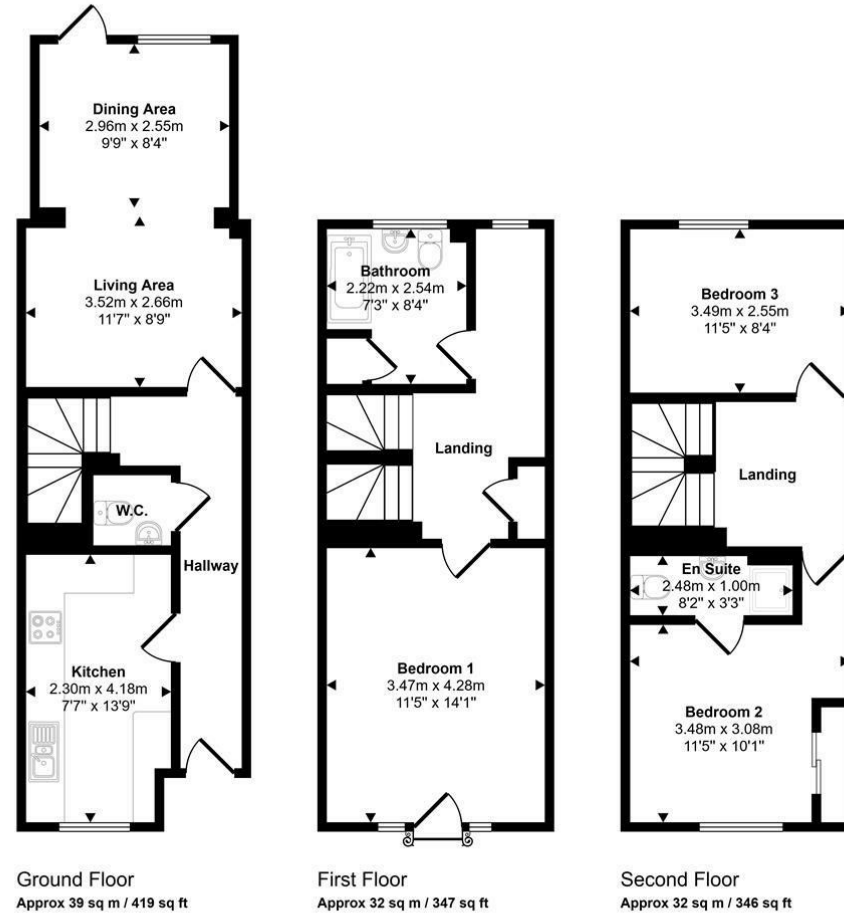 Dining Area
2.96m x 2.55m
9'9" x 8'4"
Living Area
3.52m x 2.66m
11'7" x 8'9"
W.C.
Hallway
Kitchen
2.30m x 4.18m
7'7" x 13'9"
Ground Floor
Approx 39 sq m / 419 sq ft
Bathroom
2.22m x 2.54m
7'3" x 8'4"
Landing
Bedroom 1
3.47m x 4.28m
11'5" x 14'1"
First Floor
Approx 32 sq m / 347 sq ft
Bedroom 3
3.49m x 2.55m
11'5" x 8'4"
Landing
En Suite
2.48m x 1.00m
8'2" x 3'3"
Bedroom 2
3.48m x 3.08m
11'5" x 10'1"
Second Floor
Approx 32 sq m / 346 sq ft